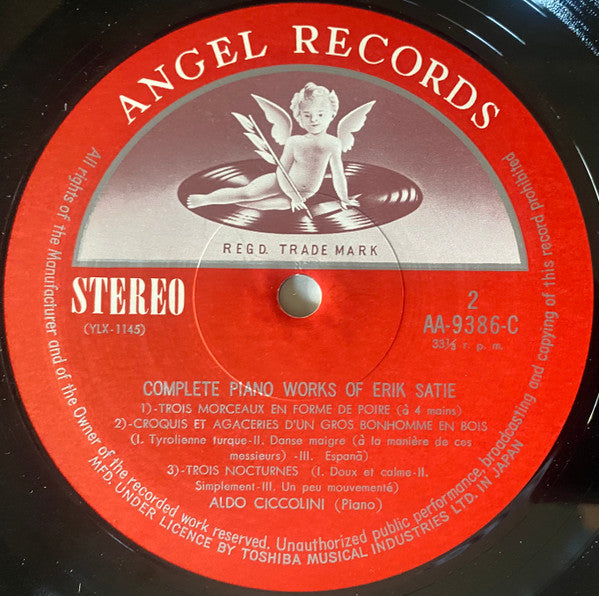 ANGEL RECORDS
REGD. TRADE MARK
STEREO
(YLX-1145)
2
AA-9386-C
33⅓ r. p. m.
COMPLETE PIANO WORKS OF ERIK SATIE
1)-TROIS MORCEAUX EN FORME DE POIRE (à 4 mains)
2)-CROQUIS ET AGACERIES D'UN GROS BONHOMME EN BOIS
(I. Tyrolienne turque-II. Danse maigre (à la manière de ces
messieurs) -III. Espanã)
3)-TROIS NOCTURNES (I. Doux et calme-II.
Simplement-III. Un peu mouvementé)
ALDO CICCOLINI (Piano)
All rights of the Manufacturer and of the Owner of the recorded work reserved. Unauthorized public performance, broadcasting and copying of this record prohibited
MFD. UNDER LICENCE BY TOSHIBA MUSICAL INDUSTRIES LTD. IN JAPAN